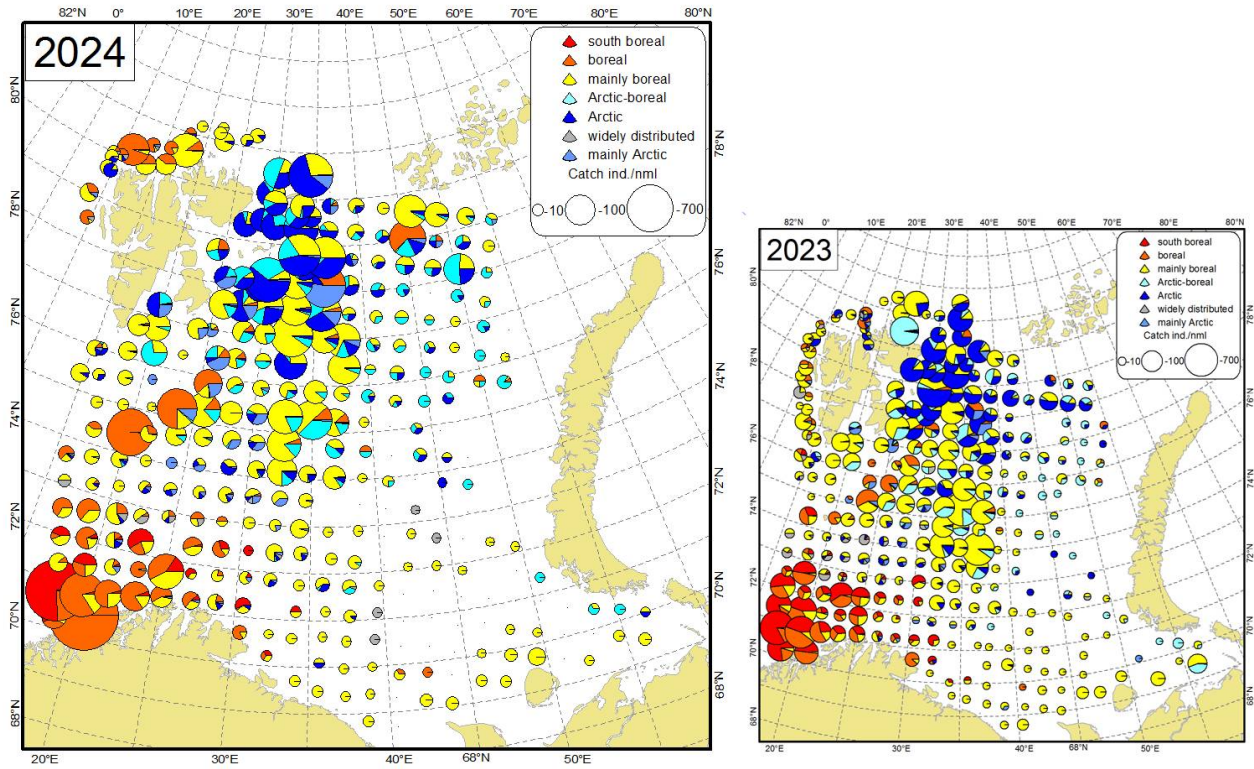 82°N 0° 10°E 20°E 30°E 40°E 50°E 60°E 70°E 80°E 80°N
2024
south boreal
boreal
mainly boreal
Arctic-boreal
Arctic
widely distributed
mainly Arctic
Catch ind./nml
-10 -100 -700
80°N
78°N
76°N
74°N
72°N
70°N
68°N
78°N
76°N
74°N
72°N
70°N
68°N
20°E 30°E 40°E 50°E
82°N 0° 10°E 20°E 30°E 40°E 50°E 60°E 70°E 80°E 80°N
2023
south boreal
boreal
mainly boreal
Arctic-boreal
Arctic
widely distributed
mainly Arctic
Catch ind./nml
-10 -100 -700
80°N
78°N
76°N
74°N
72°N
70°N
68°N
78°N
76°N
74°N
72°N
70°N
68°N
20°E 30°E 40°E 68°N 50°E